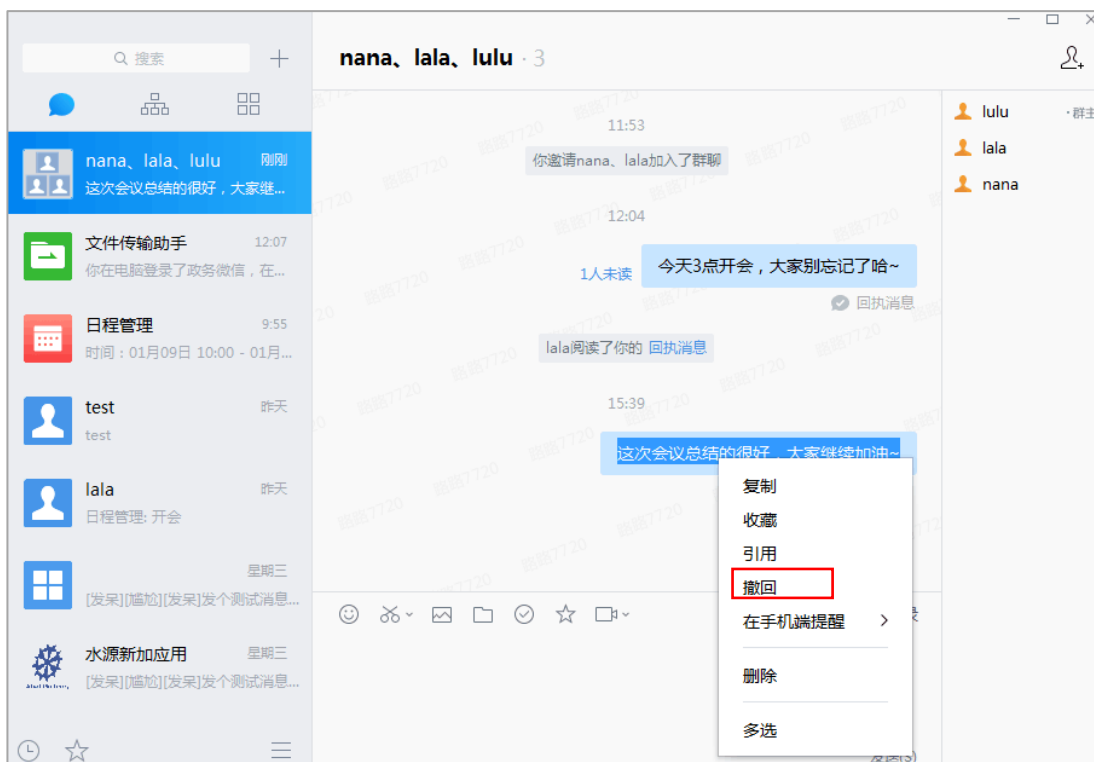 搜索
nana、lala、lulu 刚刚
这次会议总结的很好，大家继...
文件传输助手 12:07
你在电脑登录了政务微信，在...
日程管理 9:55
时间：01月09日 10:00 - 01月...
test 昨天
test
lala 昨天
日程管理: 开会
星期三
[发呆][尴尬][发呆]发个测试消息...
水源新加应用 星期三
[发呆][尴尬][发呆]发个测试消息...
nana、lala、lulu · 3
11:53
你邀请nana、lala加入了群聊
12:04
1人未读 今天3点开会，大家别忘记了哈~
回执消息
lala阅读了你的 回执消息
15:39
这次会议总结的很好，大家继续加油~
复制
收藏
引用
撤回
在手机端提醒
删除
多选
发送(S)
lulu ·群主
lala
nana
路路7720